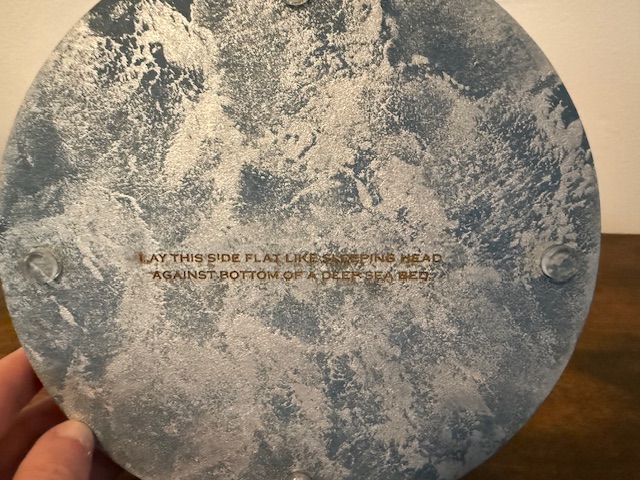 LAY THIS SIDE FLAT LIKE SLEEPING HEAD
AGAINST BOTTOM OF A DEEP SEA BED.